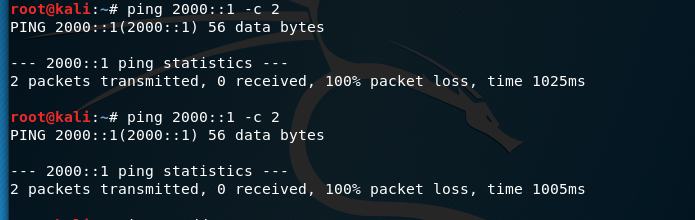 root@kali:~# ping 2000::1 -c 2
PING 2000::1(2000::1) 56 data bytes
--- 2000::1 ping statistics ---
2 packets transmitted, 0 received, 100% packet loss, time 1025ms
root@kali:~# ping 2000::1 -c 2
PING 2000::1(2000::1) 56 data bytes
--- 2000::1 ping statistics ---
2 packets transmitted, 0 received, 100% packet loss, time 1005ms